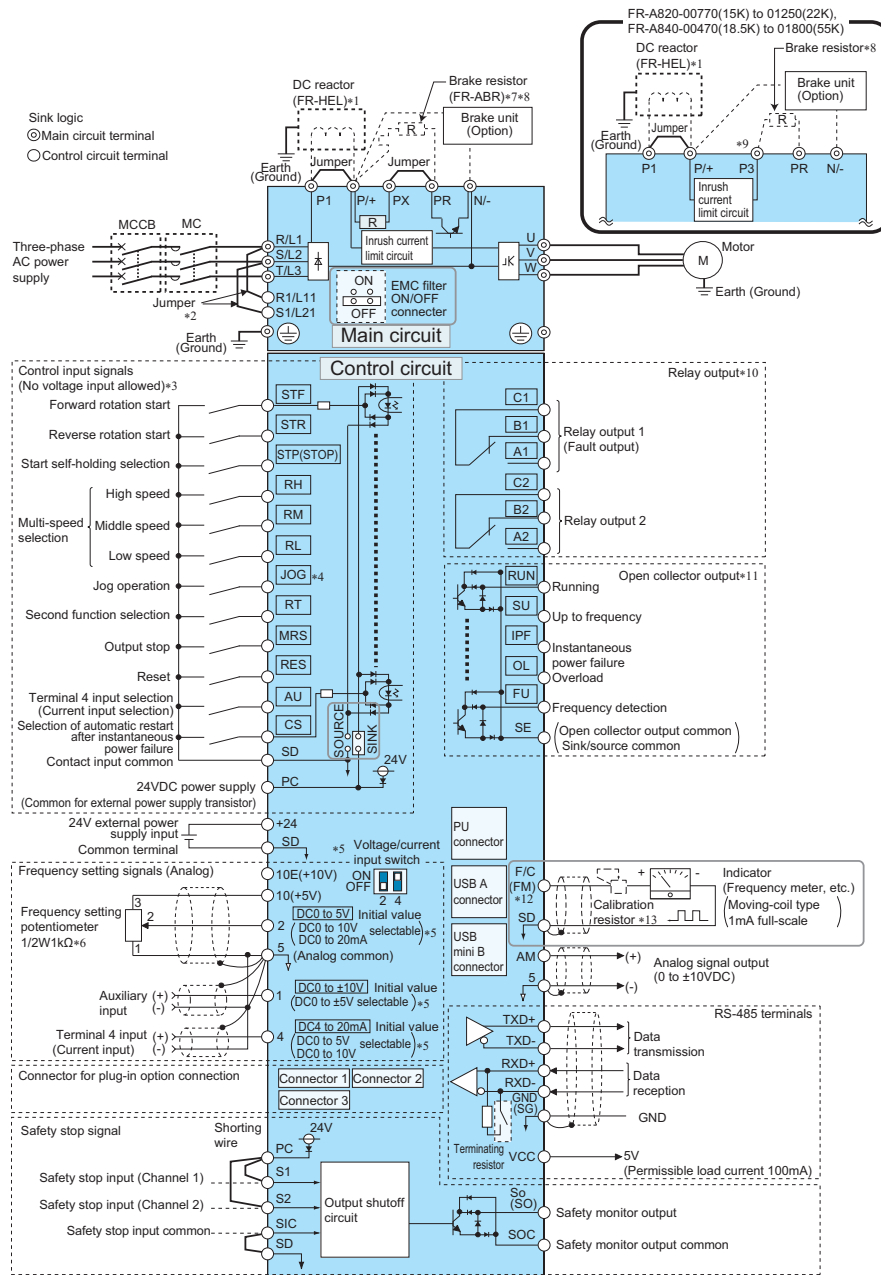 FR-A820-00770(15K) to 01250(22K),
FR-A840-00470(18.5K) to 01800(55K)
DC reactor
(FR-HEL)*1
Brake resistor*8
Brake unit
(Option)
R
Jumper
Earth
(Ground)
*9
P1
P/+
P3
PR
N/-
Inrush
current
limit circuit
Sink logic
Main circuit terminal
Control circuit terminal
DC reactor
(FR-HEL)*1
Brake resistor
(FR-ABR)*7*8
Brake unit
(Option)
R
Earth
(Ground)
Jumper
Jumper
P1
P/+
PX
PR
N/-
R
Inrush current
limit circuit
MCCB
MC
Three-phase
AC power
supply
R/L1
S/L2
T/L3
R1/L11
S1/L21
Jumper
*2
Earth
(Ground)
ON
OFF
EMC filter
ON/OFF
connecter
U
V
W
Motor
M
Earth (Ground)
Main circuit
Control circuit
Control input signals
(No voltage input allowed)*3
Forward rotation start
STF
Reverse rotation start
STR
Start self-holding selection
STP(STOP)
Multi-speed
selection
High speed
RH
Middle speed
RM
Low speed
RL
Jog operation
JOG *4
Second function selection
RT
Output stop
MRS
Reset
RES
Terminal 4 input selection
(Current input selection)
AU
Selection of automatic restart
after instantaneous
power failure
CS
Contact input common
SD
SOURCE
SINK
24V
24VDC power supply
(Common for external power supply transistor)
PC
Relay output*10
C1
B1
A1
Relay output 1
(Fault output)
C2
B2
A2
Relay output 2
Open collector output*11
RUN
Running
SU
Up to frequency
IPF
Instantaneous
power failure
OL
Overload
FU
Frequency detection
SE
Open collector output common
Sink/source common
24V external power
supply input
+24
Common terminal
SD
Frequency setting signals (Analog)
*5
Voltage/current
input switch
ON
OFF
2 4
10E(+10V)
10(+5V)
Frequency setting
potentiometer
1/2W1kΩ*6
3
2
1
2
DC0 to 5V Initial value
DC0 to 10V
DC0 to 20mA
selectable
*5
5
(Analog common)
Auxiliary
input
(+)
(-)
1
DC0 to ±10V Initial value
DC0 to ±5V selectable
*5
Terminal 4 input
(Current input)
(+)
(-)
4
DC4 to 20mA Initial value
DC0 to 5V
DC0 to 10V
selectable
*5
PU
connector
USB A
connector
USB
mini B
connector
F/C
(FM)
*12
SD
+
-
Calibration
resistor *13
Indicator
(Frequency meter, etc.)
Moving-coil type
1mA full-scale
AM
(+)
5
(-)
Analog signal output
(0 to ±10VDC)
Connector for plug-in option connection
Connector 1
Connector 2
Connector 3
RS-485 terminals
TXD+
TXD-
Data
transmission
RXD+
RXD-
Data
reception
GND
(SG)
GND
Terminating
resistor
VCC
5V
(Permissible load current 100mA)
Safety stop signal
Shorting
wire
24V
PC
Safety stop input (Channel 1)
S1
Safety stop input (Channel 2)
S2
Safety stop input common
SIC
SD
Output shutoff
circuit
So
(SO)
Safety monitor output
SOC
Safety monitor output common